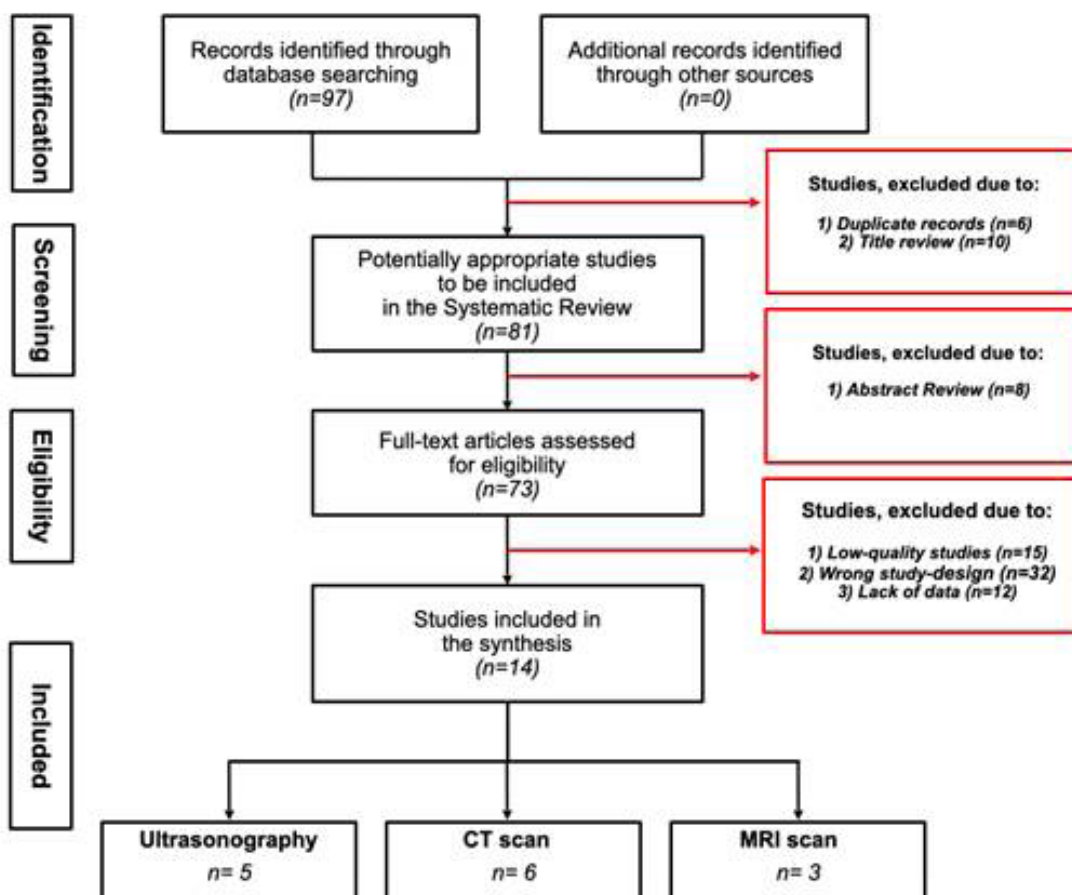 Identification
Records identified through
database searching
(n=97)
Additional records identified
through other sources
(n=0)
Studies, excluded due to:
1) Duplicate records (n=6)
2) Title review (n=10)
Screening
Potentially appropriate studies
to be included
in the Systematic Review
(n=81)
Studies, excluded due to:
1) Abstract Review (n=8)
Eligibility
Full-text articles assessed
for eligibility
(n=73)
Studies, excluded due to:
1) Low-quality studies (n=15)
2) Wrong study-design (n=32)
3) Lack of data (n=12)
Included
Studies included in
the synthesis
(n=14)
Ultrasonography
n= 5
CT scan
n= 6
MRI scan
n= 3